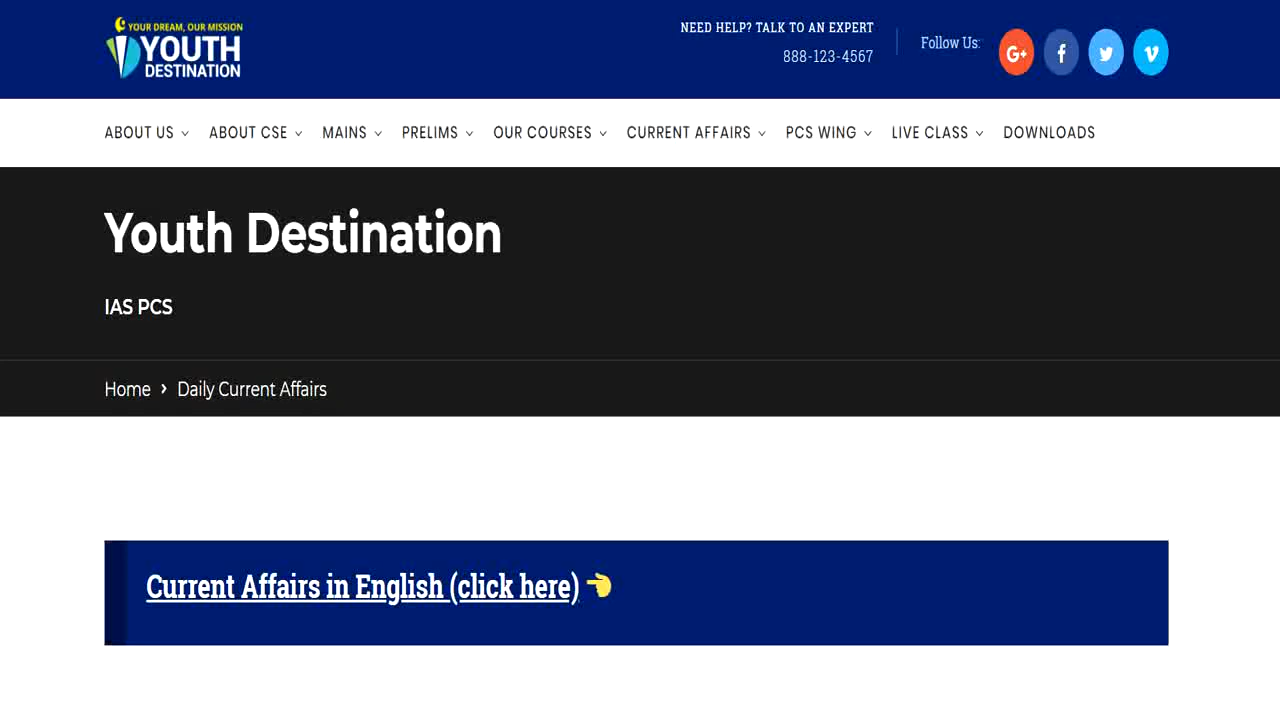 YOUR DREAM, OUR MISSION
YOUTH
DESTINATION
NEED HELP? TALK TO AN EXPERT
888-123-4567
Follow Us:
ABOUT US ABOUT CSE MAINS PRELIMS OUR COURSES CURRENT AFFAIRS PCS WING LIVE CLASS DOWNLOADS
Youth Destination
IAS PCS
Home › Daily Current Affairs
Current Affairs in English (click here)